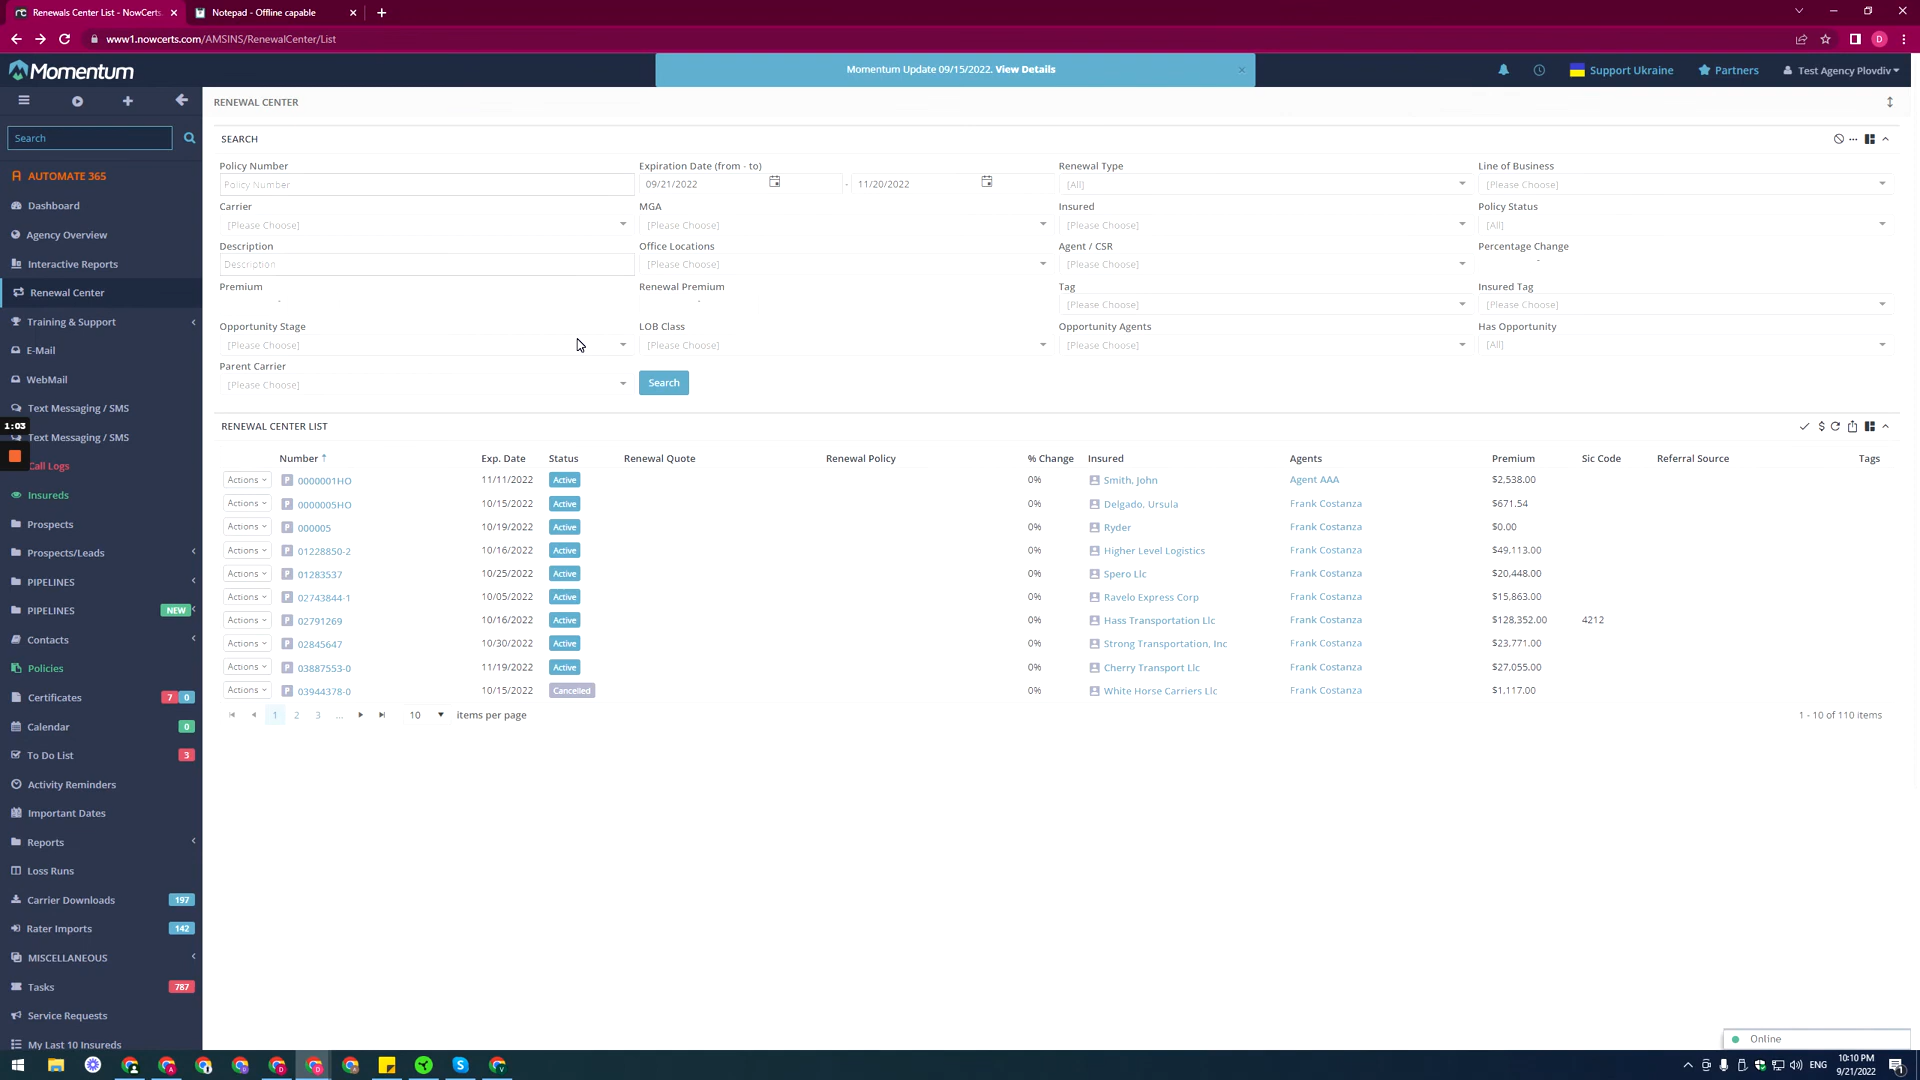 Renewals Center List - NowCerts
Notepad - Offline capable
www1.nowcerts.com/AMSINS/RenewalCenter/List
Momentum
Momentum Update 09/15/2022. View Details
Support Ukraine
Partners
Test Agency Plovdiv
Search
AUTOMATE 365
Dashboard
Agency Overview
Interactive Reports
Renewal Center
Training & Support
E-Mail
WebMail
Text Messaging / SMS
1:03
Text Messaging / SMS
Call Logs
Insureds
Prospects
Prospects/Leads
PIPELINES
PIPELINES NEW
Contacts
Policies
Certificates 7 0
Calendar 0
To Do List 3
Activity Reminders
Important Dates
Reports
Loss Runs
Carrier Downloads 197
Rater Imports 142
MISCELLANEOUS
Tasks 787
Service Requests
My Last 10 Insureds
RENEWAL CENTER
SEARCH
Policy Number Expiration Date (from - to) Renewal Type Line of Business
Policy Number 09/21/2022 - 11/20/2022 [All] [Please Choose]
Carrier MGA Insured Policy Status
[Please Choose] [Please Choose] [Please Choose] [All]
Description Office Locations Agent / CSR Percentage Change
Description [Please Choose] [Please Choose] -
Premium Renewal Premium Tag Insured Tag
- - [Please Choose] [Please Choose]
Opportunity Stage LOB Class Opportunity Agents Has Opportunity
[Please Choose] [Please Choose] [Please Choose] [All]
Parent Carrier
[Please Choose] Search
RENEWAL CENTER LIST
Number Exp. Date Status Renewal Quote Renewal Policy % Change Insured Agents Premium Sic Code Referral Source Tags
Actions P 0000001HO 11/11/2022 Active 0% Smith, John Agent AAA $2,538.00
Actions P 0000005HO 10/15/2022 Active 0% Delgado, Ursula Frank Costanza $671.54
Actions P 000005 10/19/2022 Active 0% Ryder Frank Costanza $0.00
Actions P 01228850-2 10/16/2022 Active 0% Higher Level Logistics Frank Costanza $49,113.00
Actions P 01283537 10/25/2022 Active 0% Spero Llc Frank Costanza $20,448.00
Actions P 02743844-1 10/05/2022 Active 0% Ravelo Express Corp Frank Costanza $15,863.00
Actions P 02791269 10/16/2022 Active 0% Hass Transportation Llc Frank Costanza $128,352.00 4212
Actions P 02845647 10/30/2022 Active 0% Strong Transportation, Inc Frank Costanza $23,771.00
Actions P 03887553-0 11/19/2022 Active 0% Cherry Transport Llc Frank Costanza $27,055.00
Actions P 03944378-0 10/15/2022 Cancelled 0% White Horse Carriers Llc Frank Costanza $1,117.00
1 2 3 ... 10 items per page 1 - 10 of 110 items
Online
ENG 10:10 PM
9/21/2022